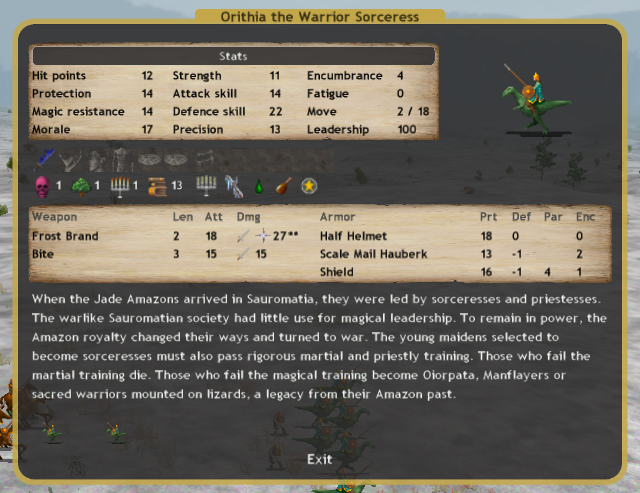 Orithia the Warrior Sorceress
Stats
Hit points 12 Strength 11 Encumbrance 4
Protection 14 Attack skill 14 Fatigue 0
Magic resistance 14 Defence skill 22 Move 2 / 18
Morale 17 Precision 13 Leadership 100
1 1 1 13
Weapon Len Att Dmg Armor Prt Def Par Enc
Frost Brand 2 18 27** Half Helmet 18 0 0
Bite 3 15 15 Scale Mail Hauberk 13 -1 2
Shield 16 -1 4 1
When the Jade Amazons arrived in Sauromatia, they were led by sorceresses and priestesses.
The warlike Sauromatian society had little use for magical leadership. To remain in power, the
Amazon royalty changed their ways and turned to war. The young maidens selected to
become sorceresses must also pass rigorous martial and priestly training. Those who fail the
martial training die. Those who fail the magical training become Oiorpata, Manflayers or
sacred warriors mounted on lizards, a legacy from their Amazon past.
Exit